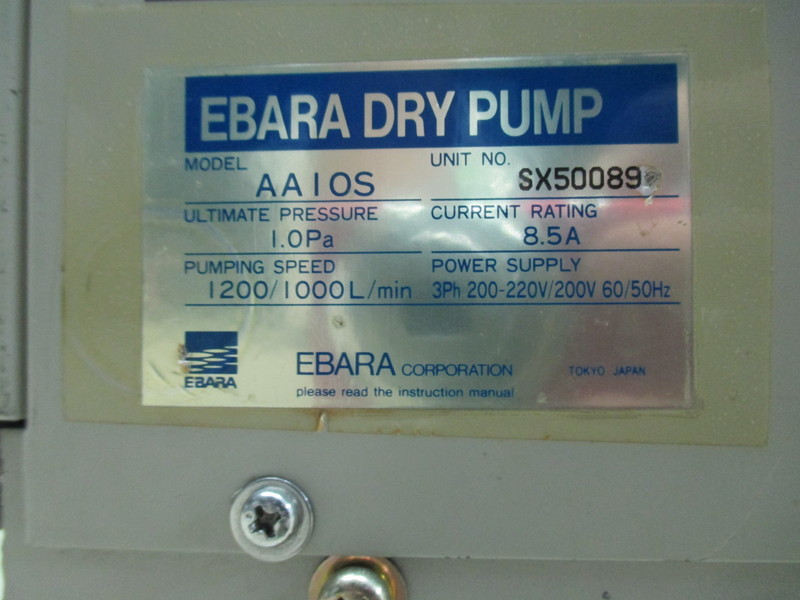 EBARA DRY PUMP
MODEL
AA10S
UNIT NO.
SX50089
ULTIMATE PRESSURE
1.0Pa
CURRENT RATING
8.5A
PUMPING SPEED
1200/1000L/min
POWER SUPPLY
3Ph 200-220V/200V 60/50Hz
EBARA
EBARA CORPORATION
TOKYO JAPAN
please read the instruction manual